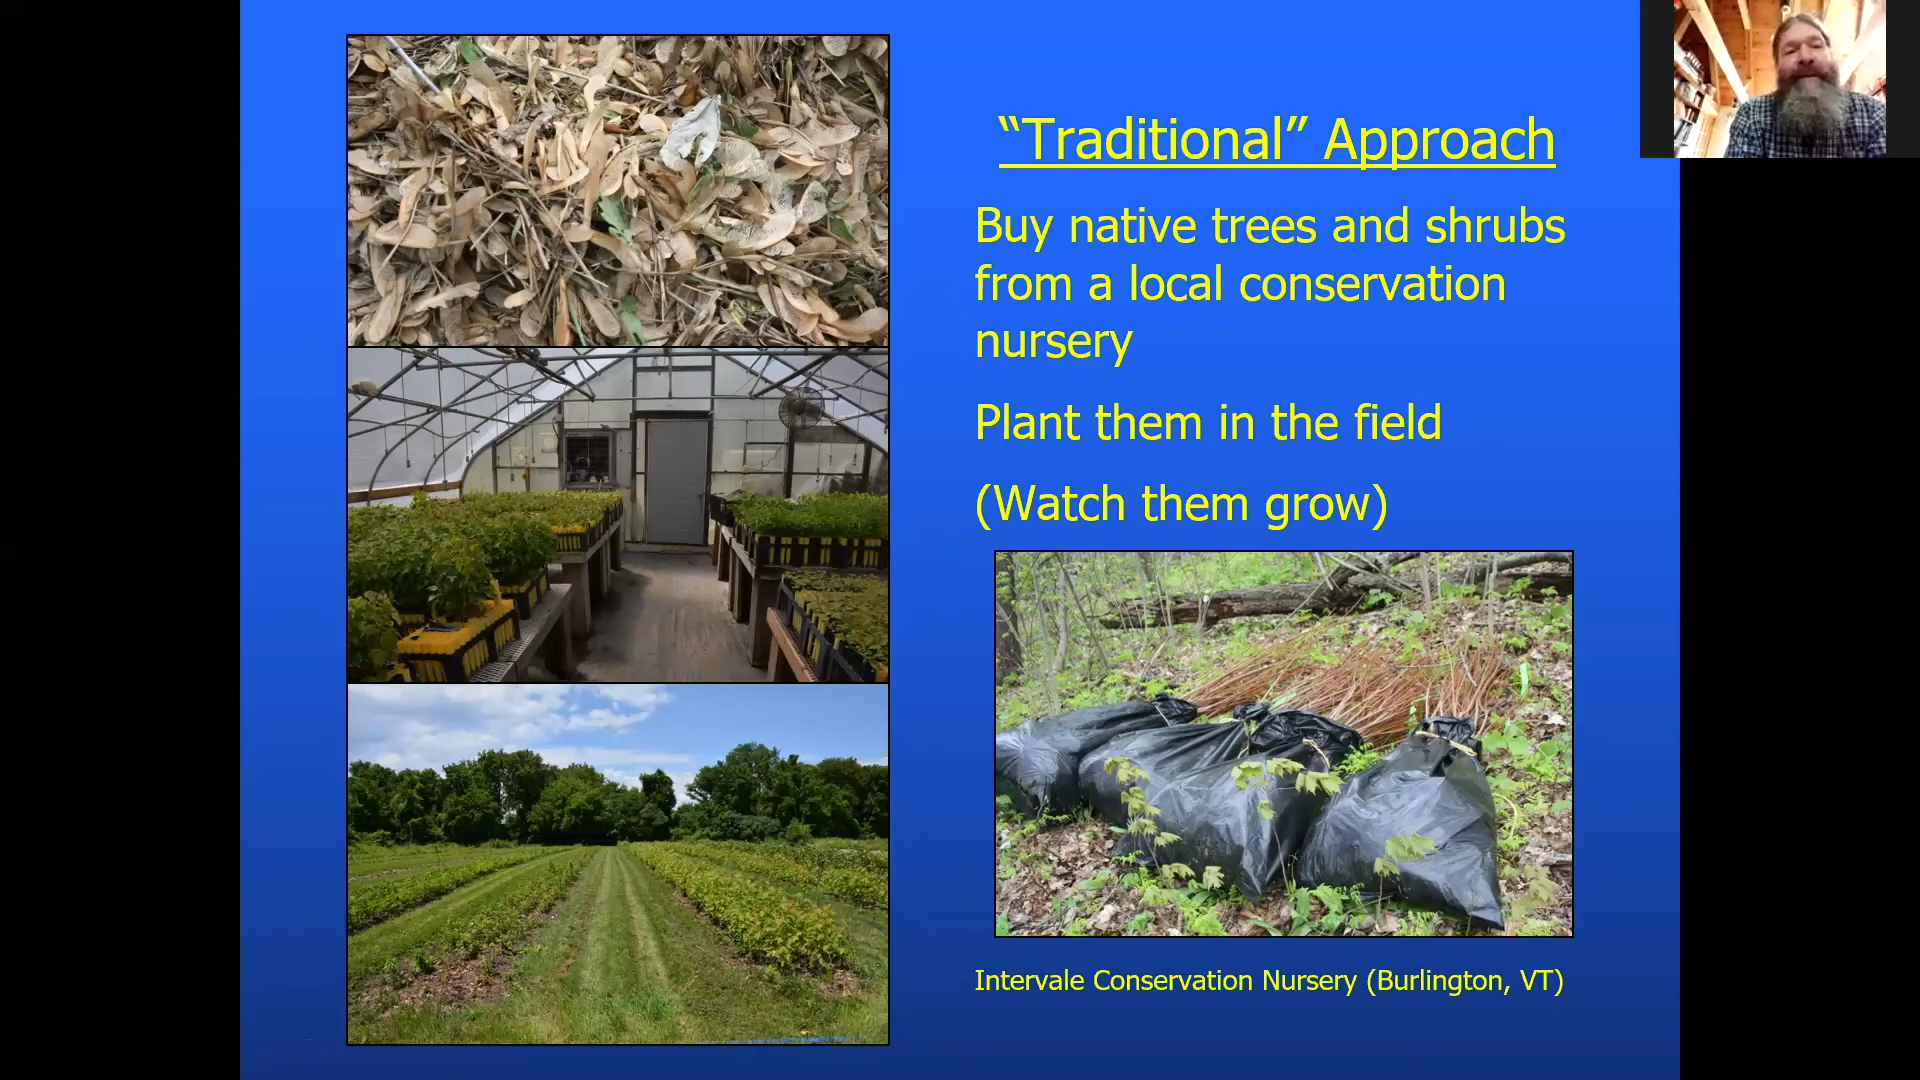 “Traditional” Approach
Buy native trees and shrubs
from a local conservation
nursery
Plant them in the field
(Watch them grow)
Intervale Conservation Nursery (Burlington, VT)